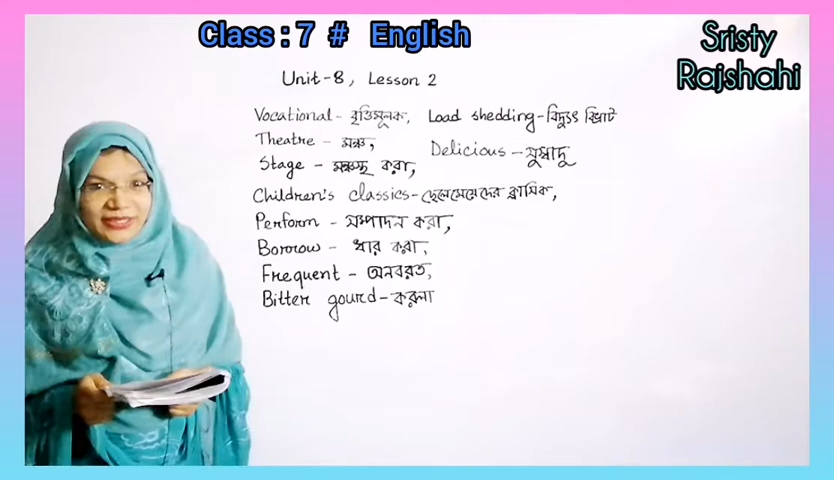 Class : 7 # English
Sristy
Rajshahi
Unit-8, Lesson 2
Vocational - বৃত্তিমূলক, Load shedding - বিদ্যুৎ বিভ্রাট
Theatre - মঞ্চ, Delicious - সুস্বাদু
Stage - মঞ্চস্থ করা,
Children's classics - ছেলেমেয়েদের ক্লাসিক,
Perform - সম্পাদন করা,
Borrow - ধার করা,
Frequent - অনবরত,
Bitter gourd - করলা